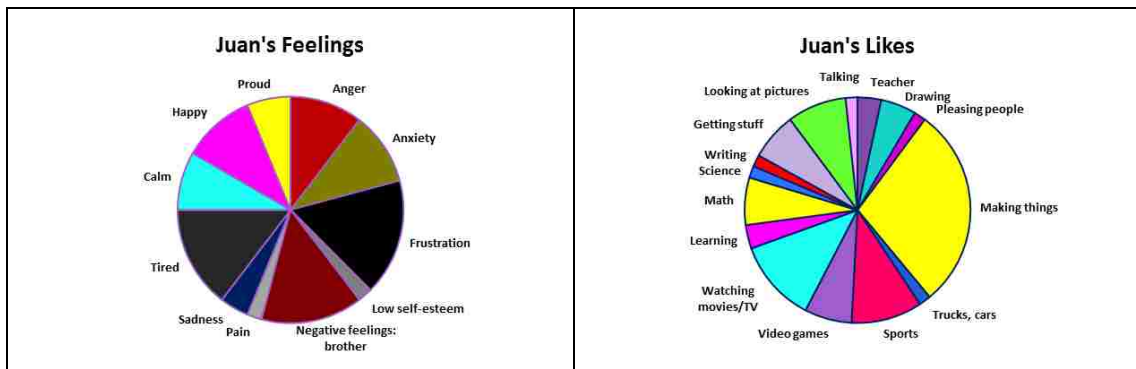 Juan's Feelings
Proud
Anger
Happy
Anxiety
Calm
Frustration
Tired
Low self-esteem
Sadness
Pain
Negative feelings:
brother
Juan's Likes
Talking
Teacher
Looking at pictures
Drawing
Pleasing people
Getting stuff
Writing
Science
Math
Making things
Learning
Watching
movies/TV
Trucks, cars
Video games
Sports